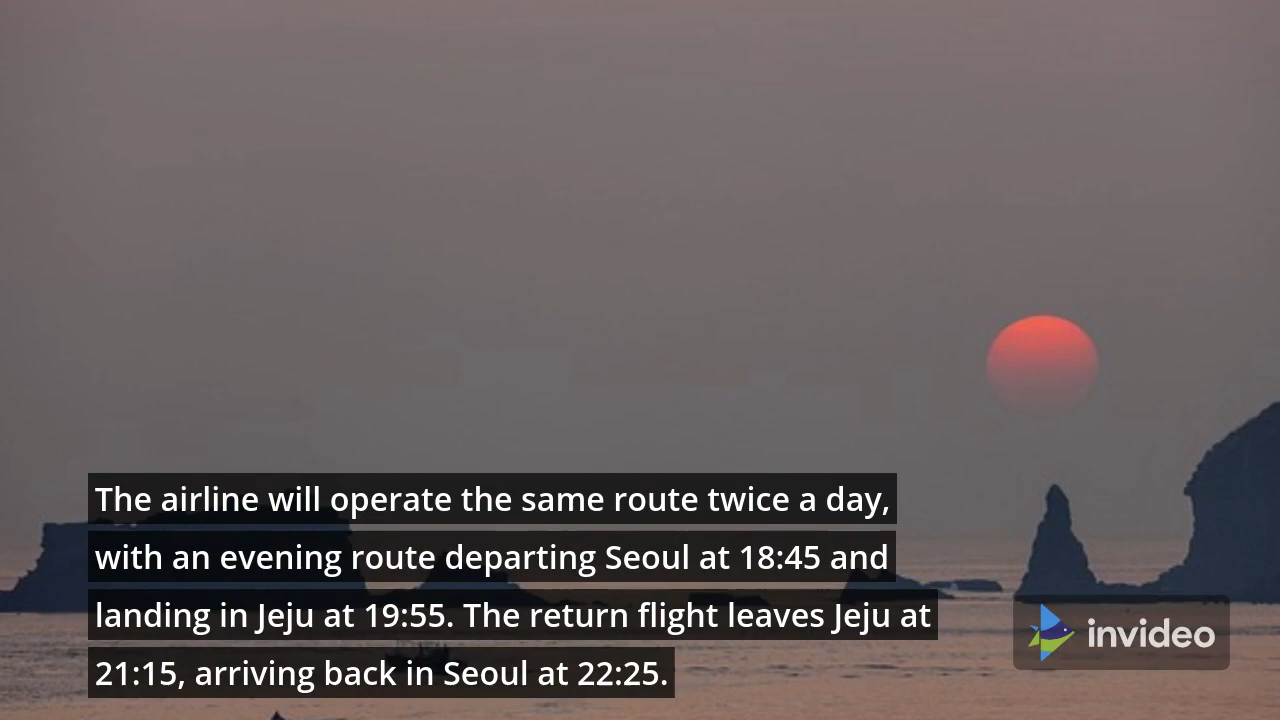 The airline will operate the same route twice a day,
with an evening route departing Seoul at 18:45 and
landing in Jeju at 19:55. The return flight leaves Jeju at
21:15, arriving back in Seoul at 22:25.
invideo